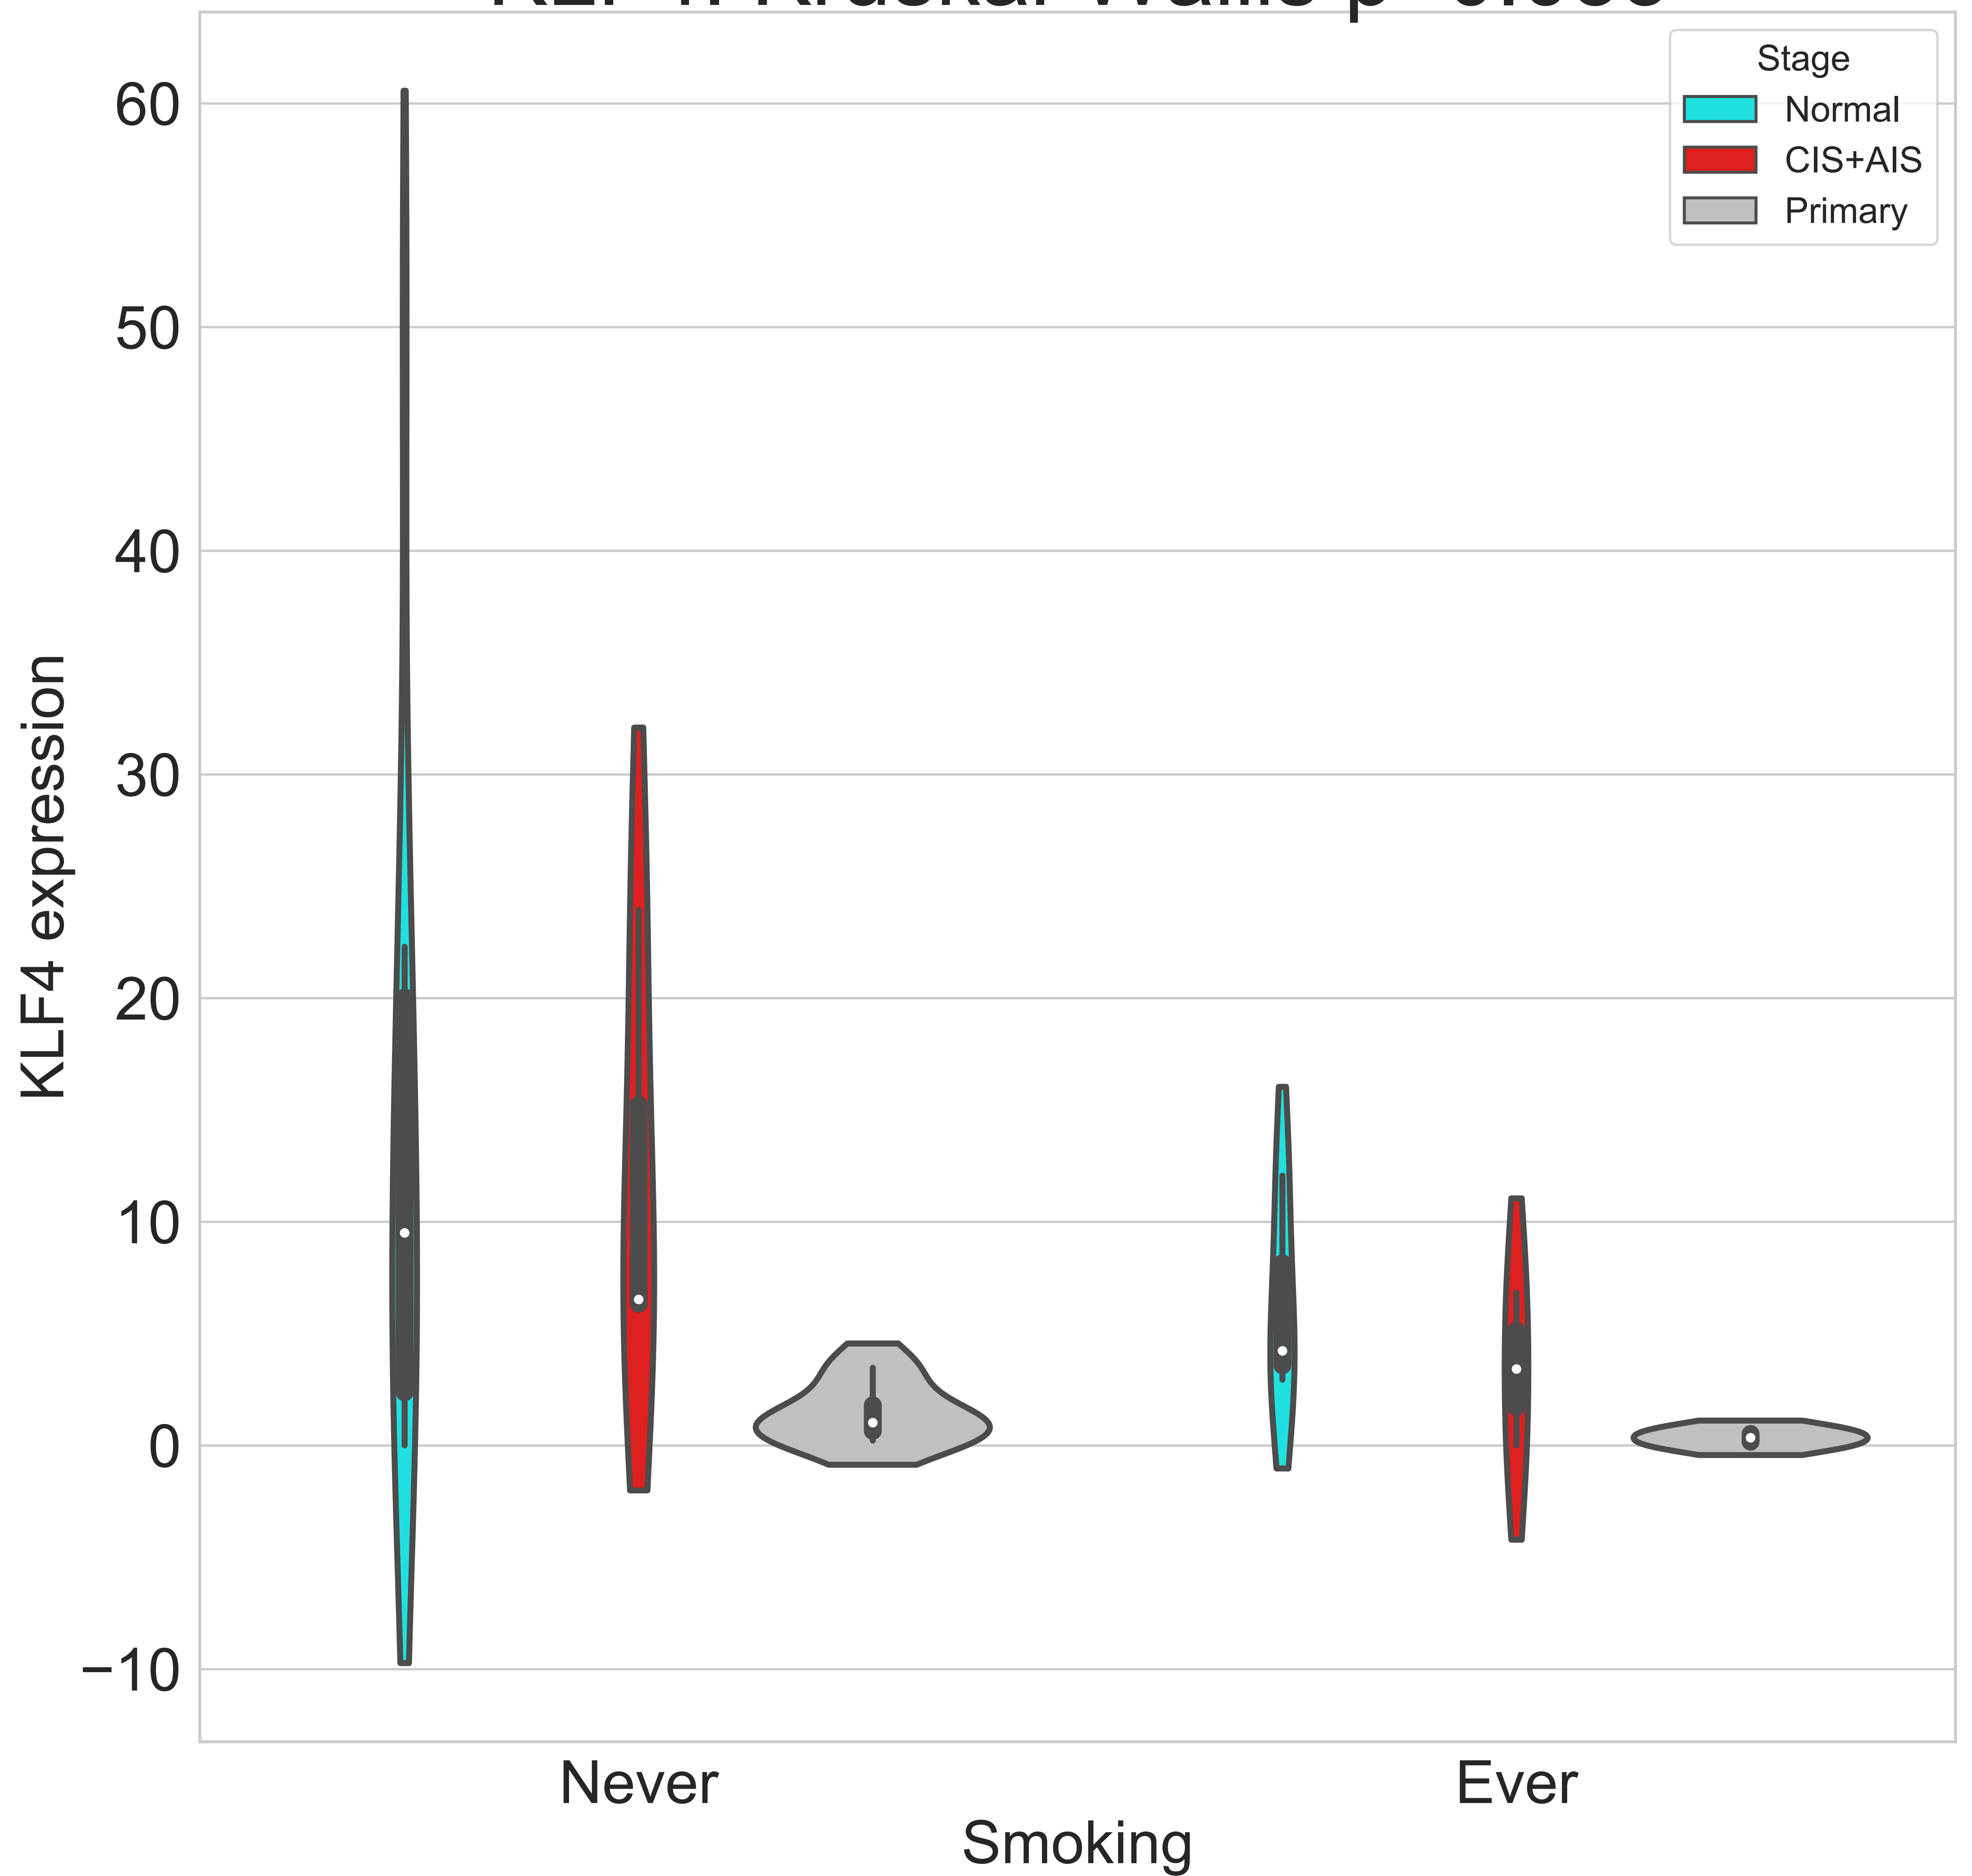 Stage
Normal
CIS+AIS
Primary
60
50
40
30
20
10
0
−10
KLF4 expression
Never
Ever
Smoking